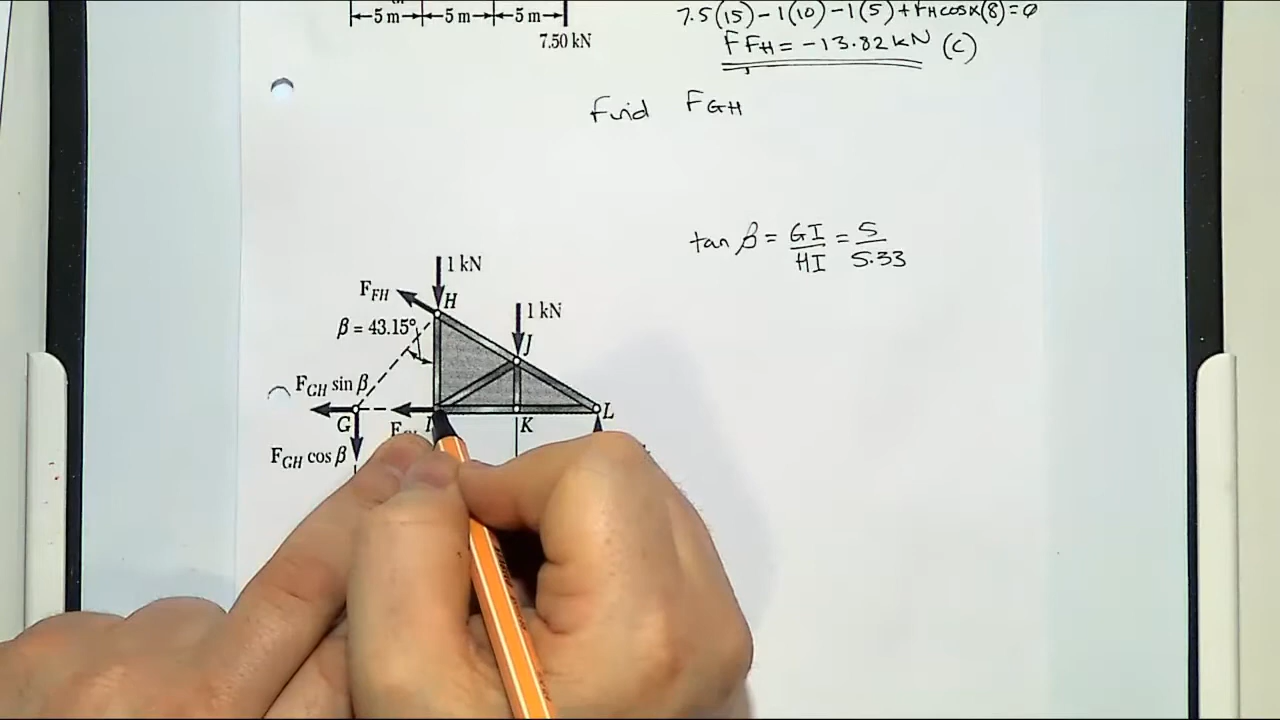 5 m 5 m 5 m
7.50 kN
7.5(15) - 1(10) - 1(5) + FHcosα(8) = 0
FFH = -13.82 kN (C)
Find FGH
tan β = GI/HI = 5/5.33
1 kN
FFH H
1 kN
β = 43.15°
J
FGH sin β
G I K L
FGH cos β